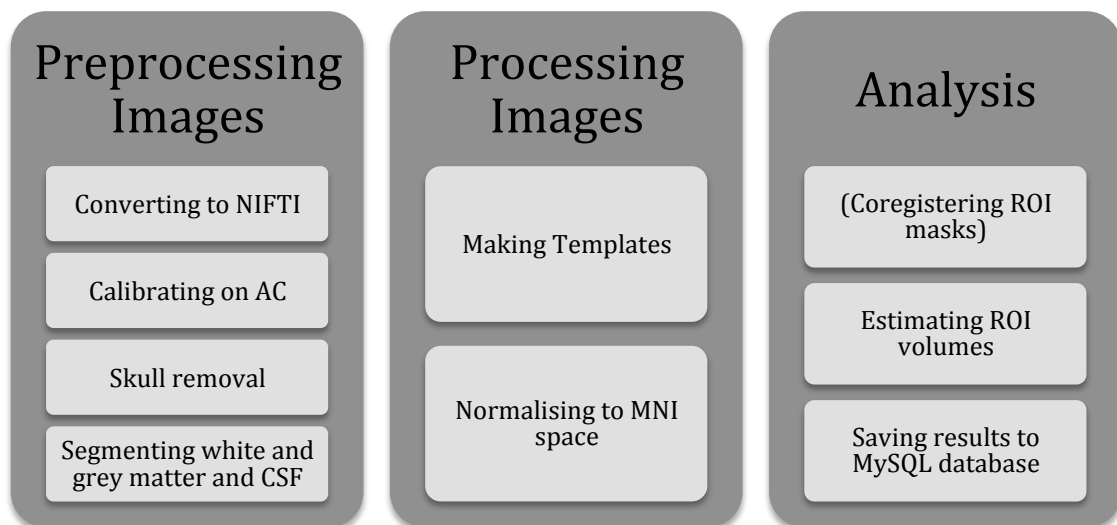 Preprocessing
Images
Converting to NIFTI
Calibrating on AC
Skull removal
Segmenting white and
grey matter and CSF
Processing
Images
Making Templates
Normalising to MNI
space
Analysis
(Coregistering ROI
masks)
Estimating ROI
volumes
Saving results to
MySQL database